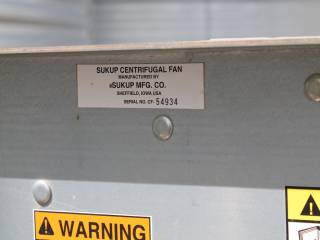 SUKUP CENTRIFUGAL FAN
MANUFACTURED BY
SUKUP MFG. CO.
SHEFFIELD, IOWA USA
SERIAL NO. CF- 54934
WARNING